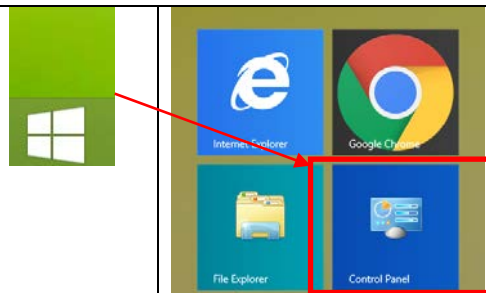 Internet Explorer
Google Chrome
File Explorer
Control Panel